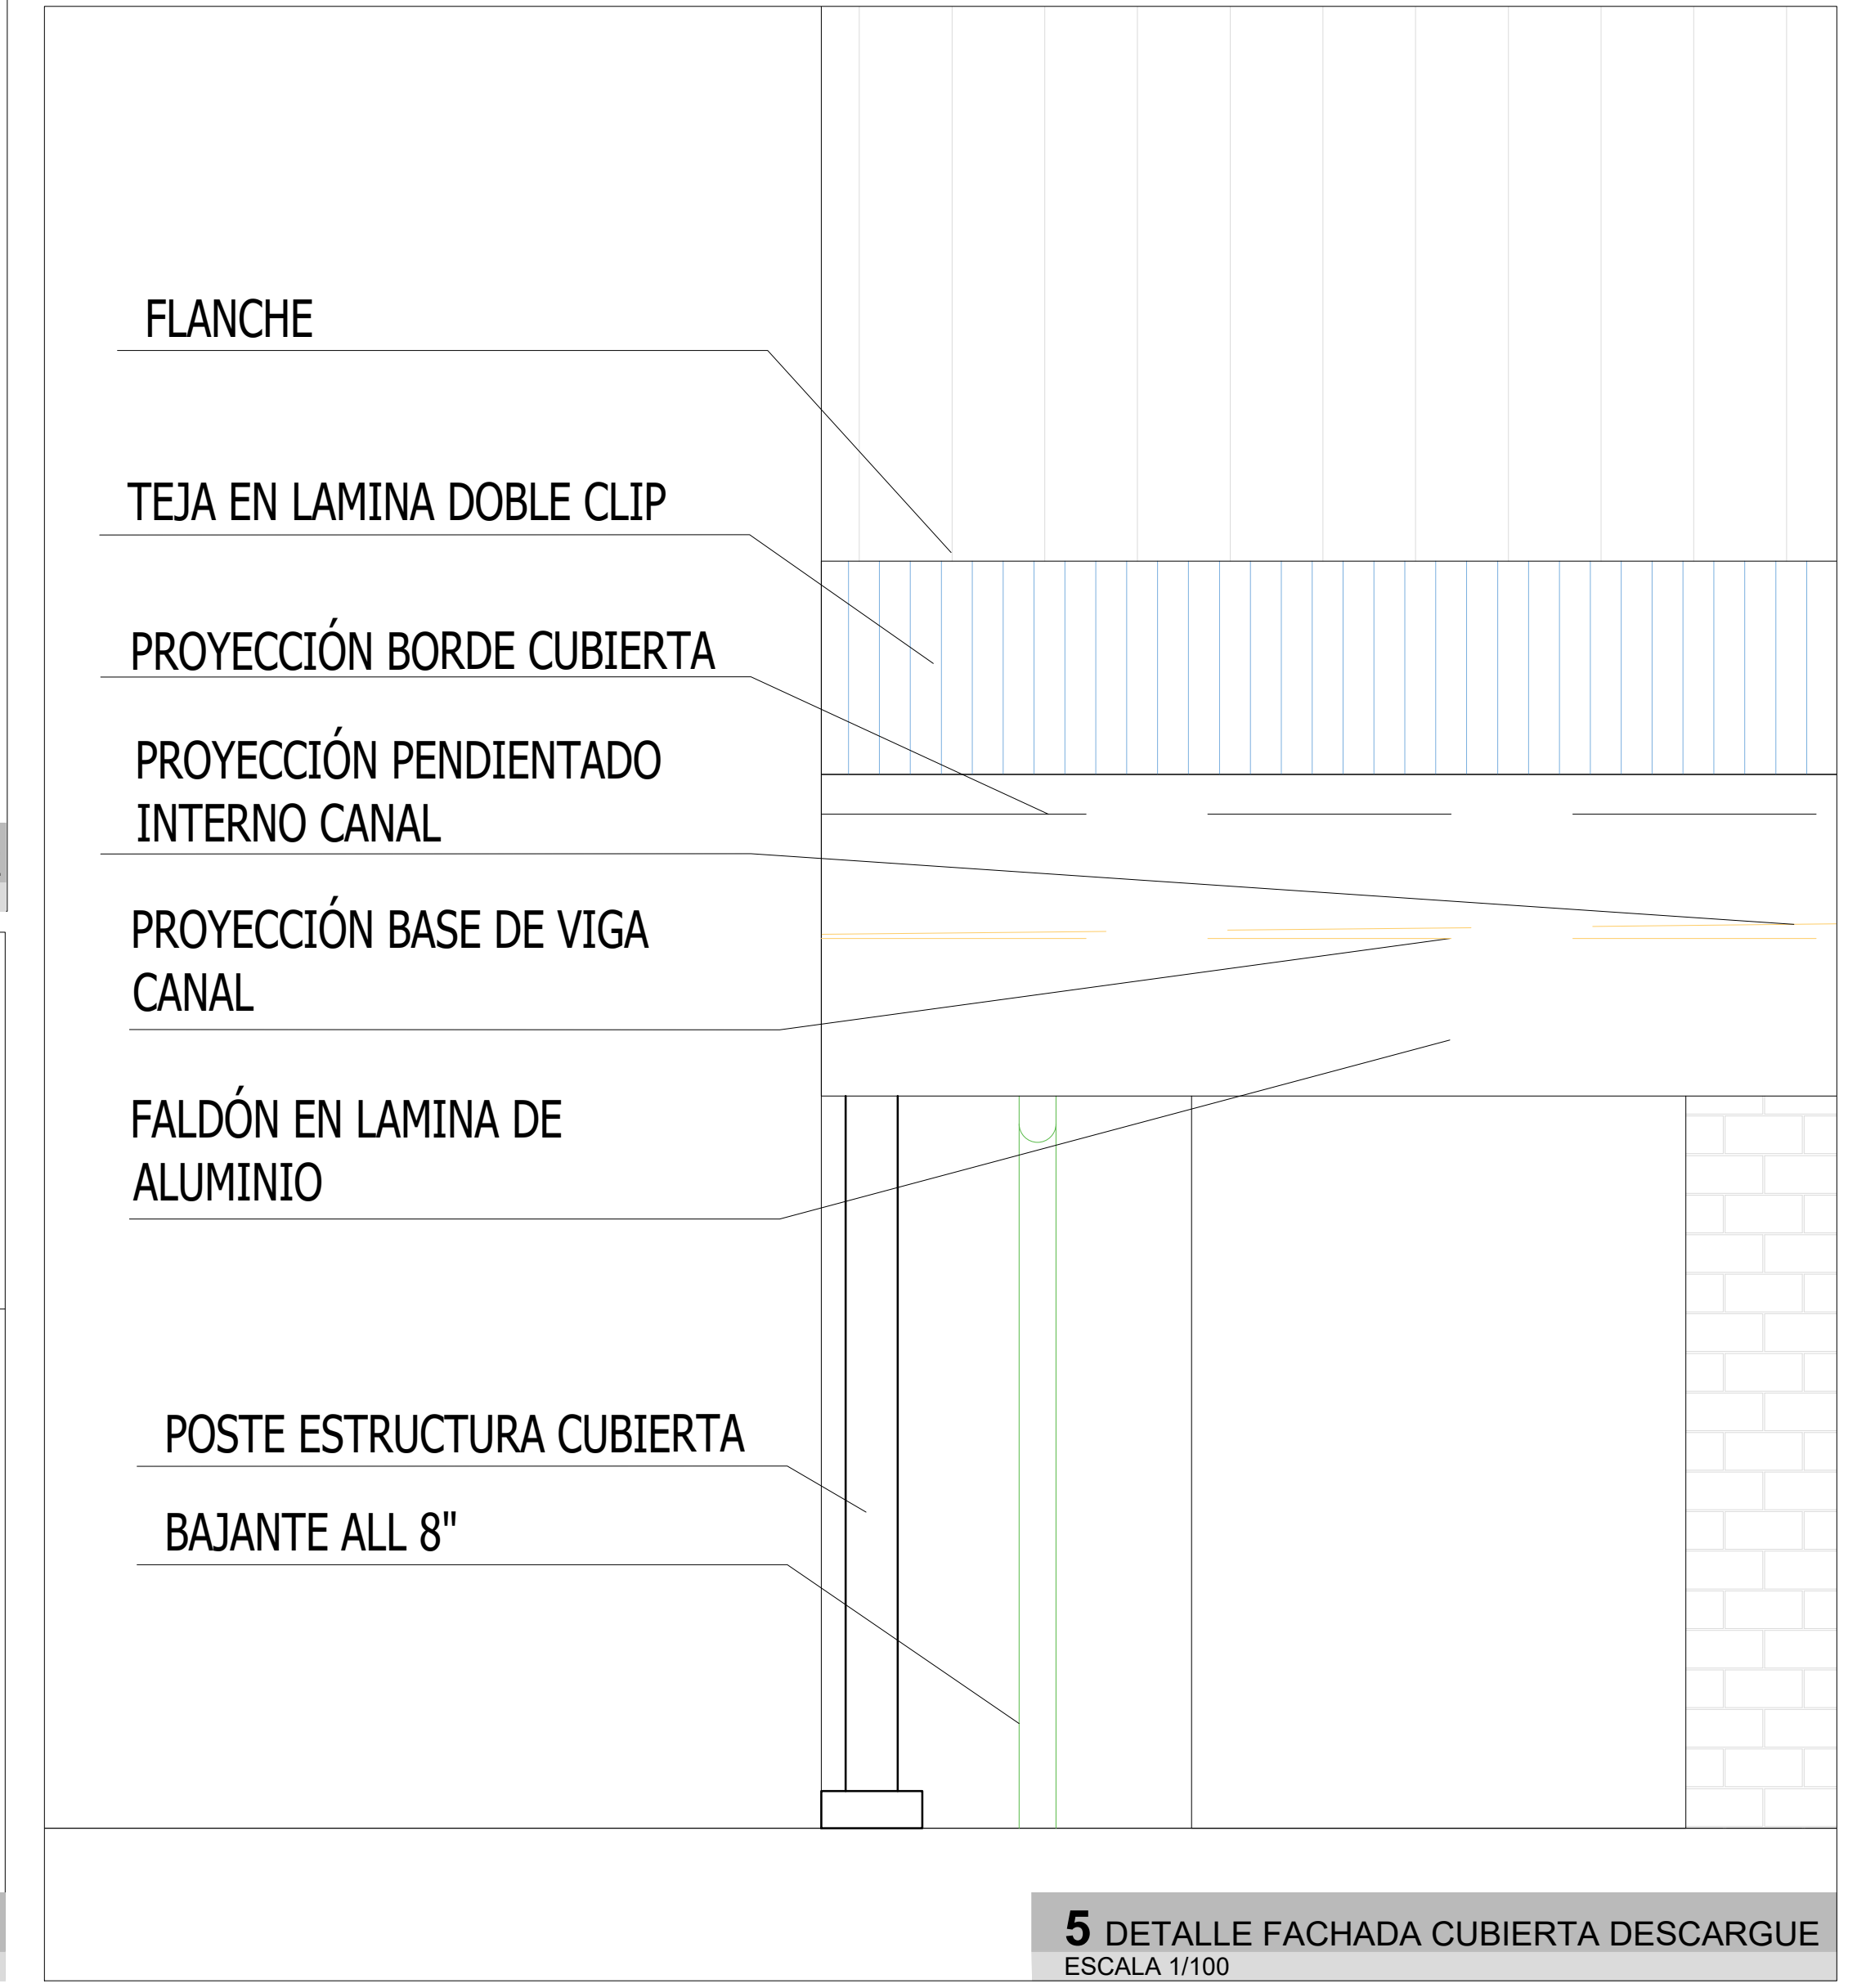 FLANCHE
TEJA EN LAMINA DOBLE CLIP
PROYECCIÓN BORDE CUBIERTA
PROYECCIÓN PENDIENTADO
INTERNO CANAL
PROYECCIÓN BASE DE VIGA
CANAL
FALDÓN EN LAMINA DE
ALUMINIO
POSTE ESTRUCTURA CUBIERTA
BAJANTE ALL 8"
5 DETALLE FACHADA CUBIERTA DESCARGUE
ESCALA 1/100